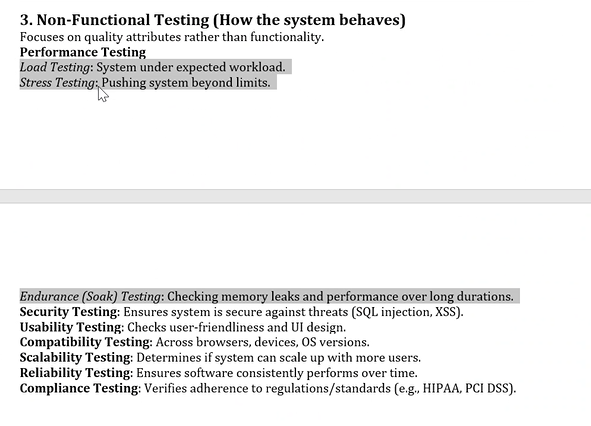 3. Non-Functional Testing (How the system behaves)
Focuses on quality attributes rather than functionality.
Performance Testing
Load Testing: System under expected workload.
Stress Testing: Pushing system beyond limits.
Endurance (Soak) Testing: Checking memory leaks and performance over long durations.
Security Testing: Ensures system is secure against threats (SQL injection, XSS).
Usability Testing: Checks user-friendliness and UI design.
Compatibility Testing: Across browsers, devices, OS versions.
Scalability Testing: Determines if system can scale up with more users.
Reliability Testing: Ensures software consistently performs over time.
Compliance Testing: Verifies adherence to regulations/standards (e.g., HIPAA, PCI DSS).